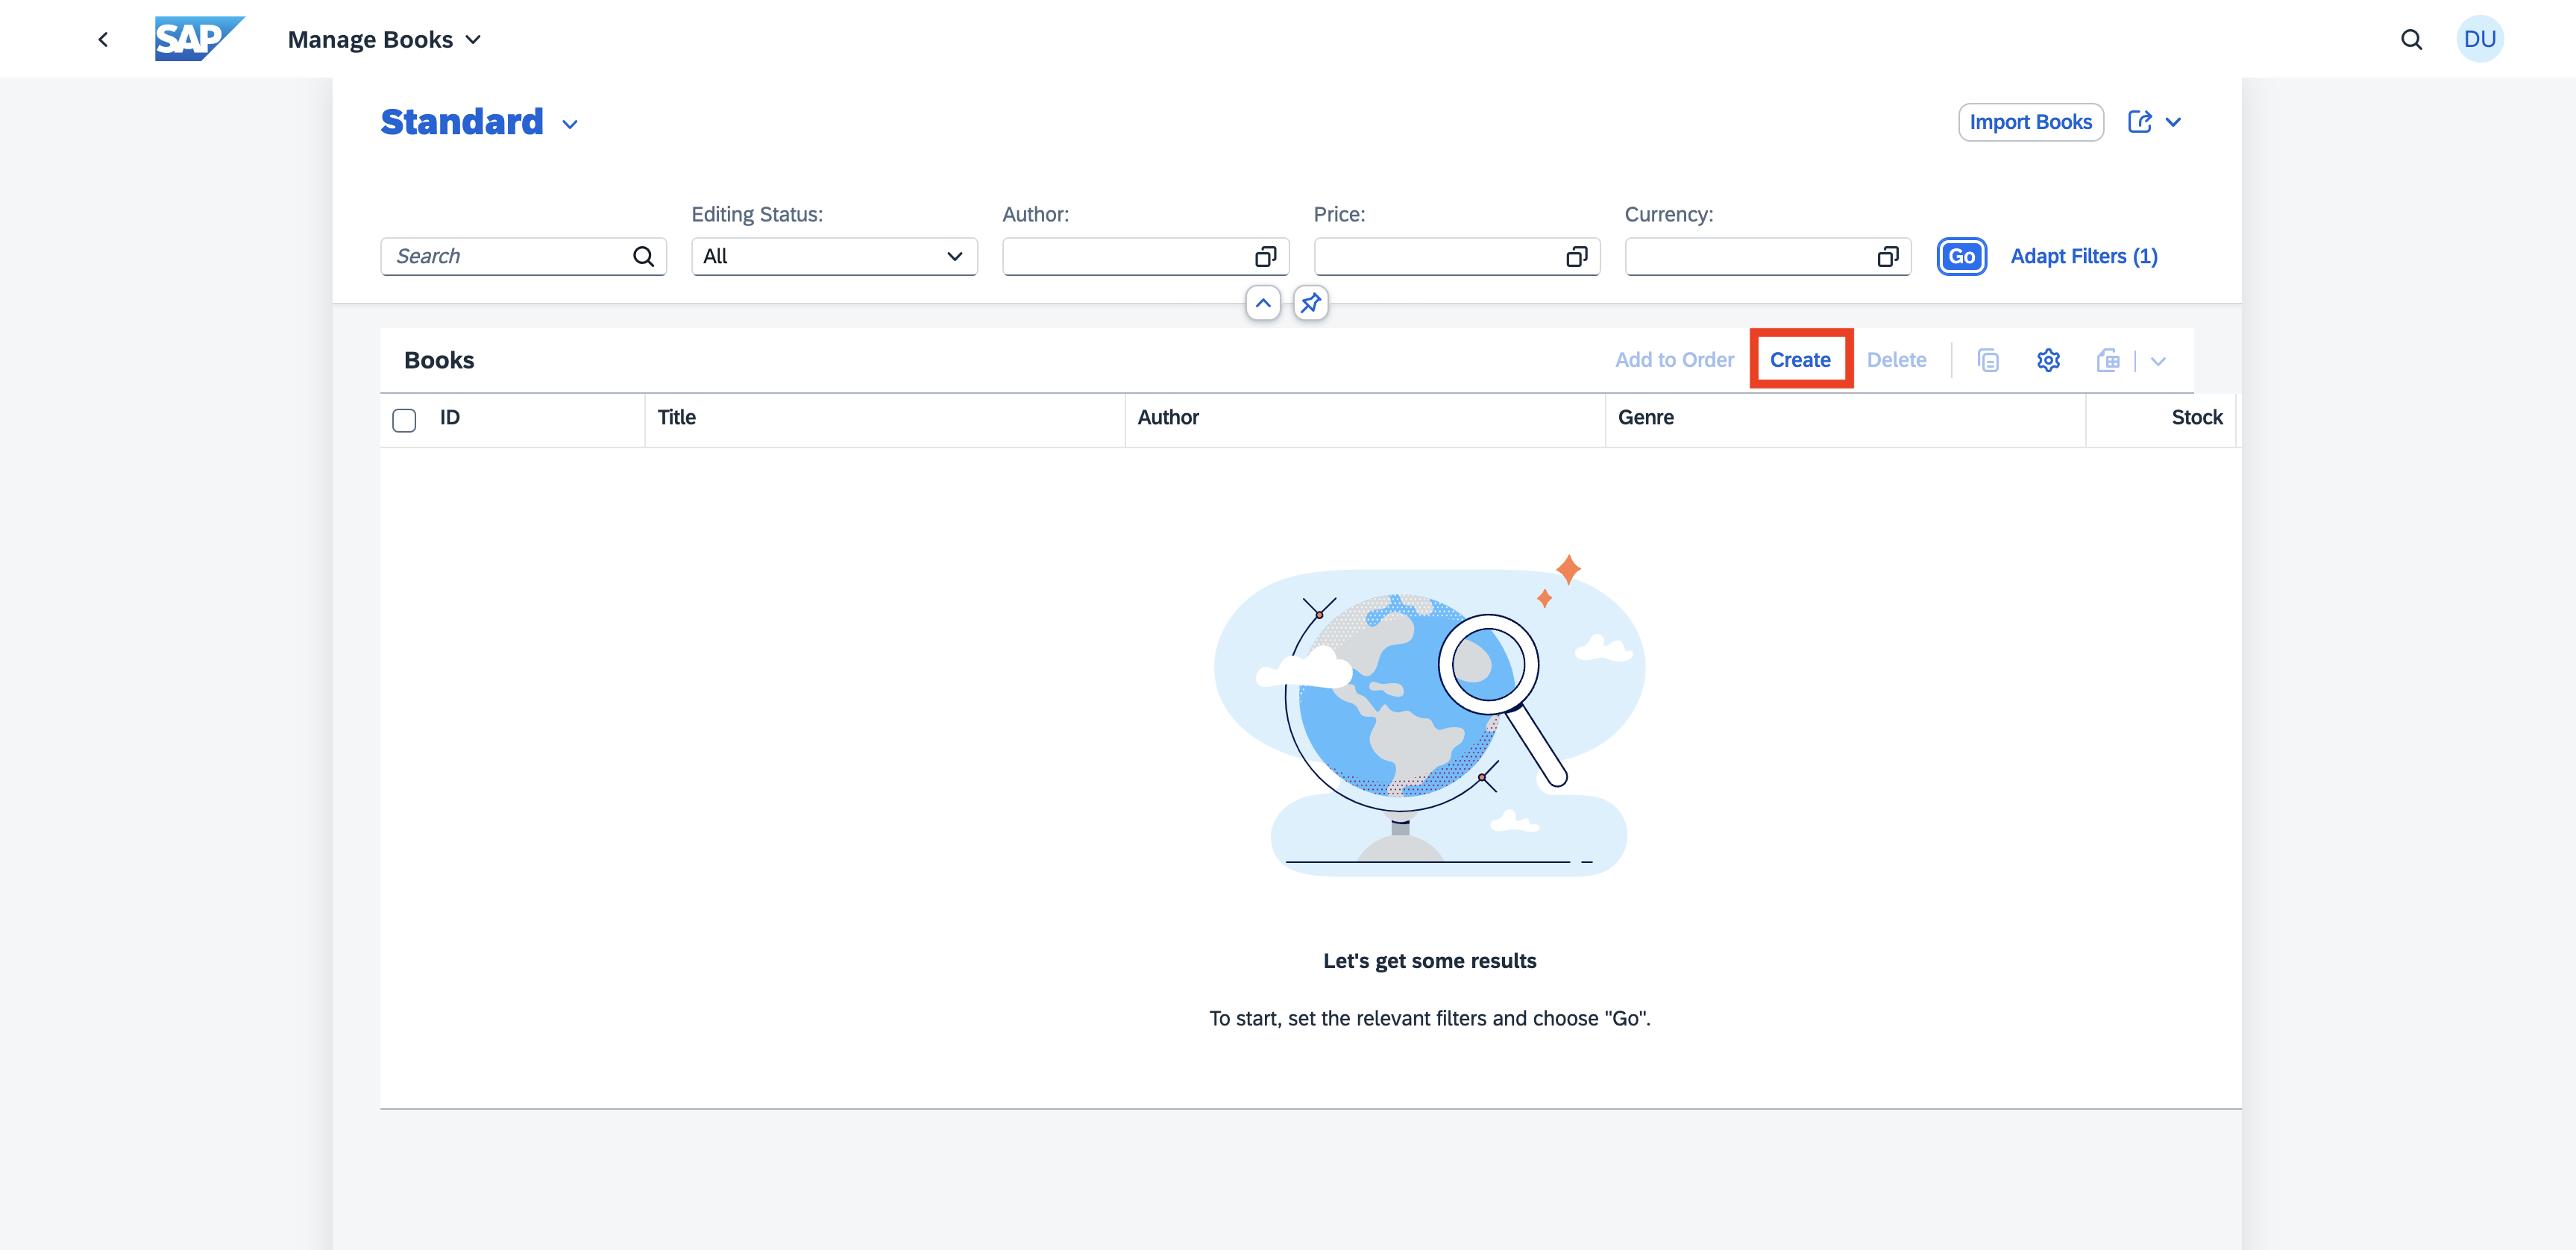 SAP
Manage Books
DU
Standard
Import Books
Editing Status:
Author:
Price:
Currency:
Search
All
Go
Adapt Filters (1)
Books
Add to Order
Create
Delete
ID
Title
Author
Genre
Stock
Let's get some results
To start, set the relevant filters and choose "Go".